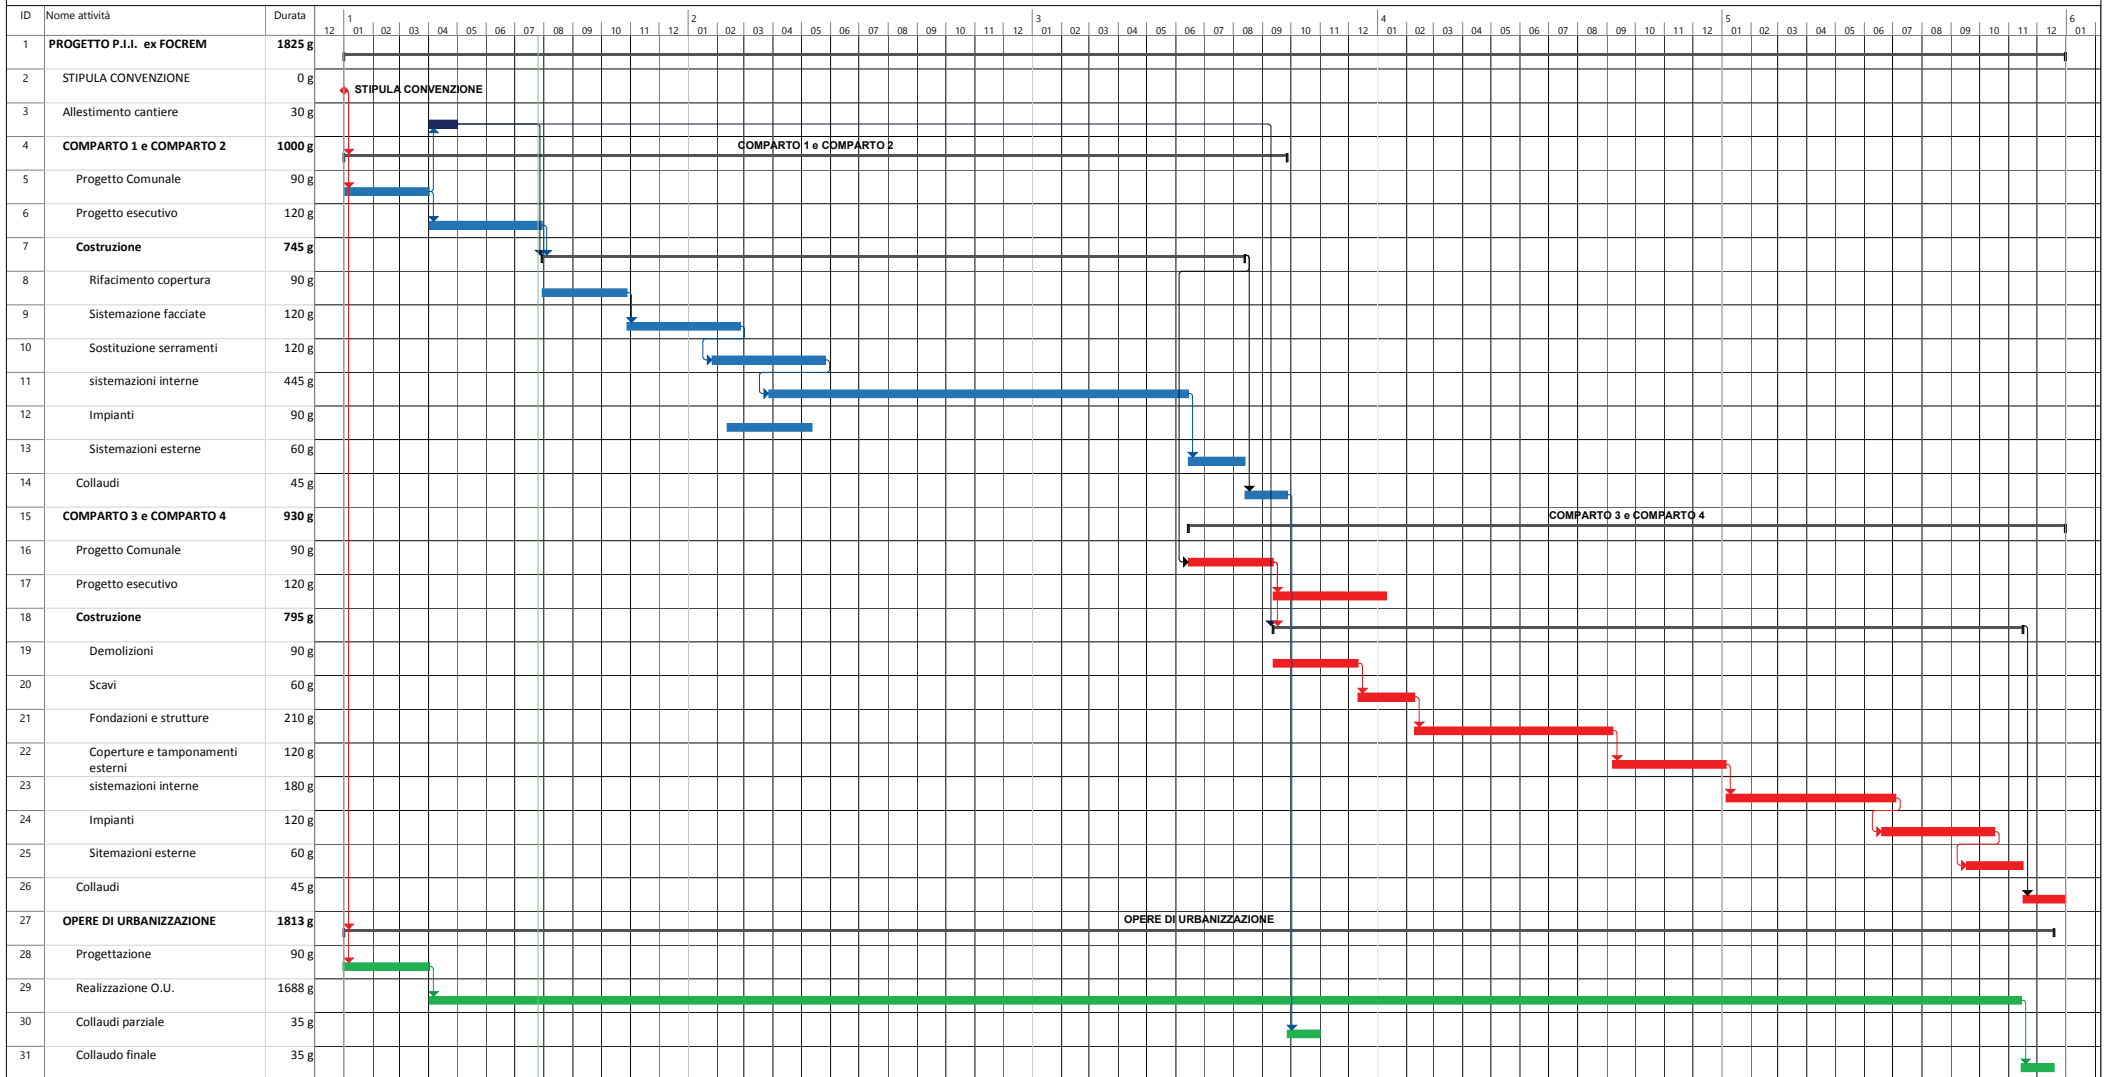 ID Nome attività Durata 1 2 3 4 5 6
12 01 02 03 04 05 06 07 08 09 10 11 12 01 02 03 04 05 06 07 08 09 10 11 12 01 02 03 04 05 06 07 08 09 10 11 12 01 02 03 04 05 06 07 08 09 10 11 12 01 02 03 04 05 06 07 08 09 10 11 12 01
1 PROGETTO P.I.I. ex FOCREM 1825 g
2 STIPULA CONVENZIONE 0 g
STIPULA CONVENZIONE
3 Allestimento cantiere 30 g
4 COMPARTO 1 e COMPARTO 2 1000 g COMPARTO 1 e COMPARTO 2
5 Progetto Comunale 90 g
6 Progetto esecutivo 120 g
7 Costruzione 745 g
8 Rifacimento copertura 90 g
9 Sistemazione facciate 120 g
10 Sostituzione serramenti 120 g
11 sistemazioni interne 445 g
12 Impianti 90 g
13 Sistemazioni esterne 60 g
14 Collaudi 45 g
15 COMPARTO 3 e COMPARTO 4 930 g COMPARTO 3 e COMPARTO 4
16 Progetto Comunale 90 g
17 Progetto esecutivo 120 g
18 Costruzione 795 g
19 Demolizioni 90 g
20 Scavi 60 g
21 Fondazioni e strutture 210 g
22 Coperture e tamponamenti 120 g
esterni
23 sistemazioni interne 180 g
24 Impianti 120 g
25 Sitemazioni esterne 60 g
26 Collaudi 45 g
27 OPERE DI URBANIZZAZIONE 1813 g OPERE DI URBANIZZAZIONE
28 Progettazione 90 g
29 Realizzazione O.U. 1688 g
30 Collaudi parziale 35 g
31 Collaudo finale 35 g